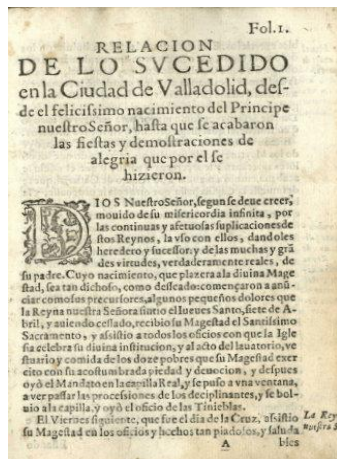 Fol.1.
RELACION
DE LO SVCEDIDO
en la Ciudad de Valladolid, des-
de el felicissimo nacimiento del Principe
nuestro Señor, hasta que se acabaron
las fiestas y demostraciones de
alegria que por el se
hizieron.
DIOS Nuestro Señor, segun se deue creer,
mouido de su misericordia infinita, por
las continuas y afetuosas suplicaciones de
stos Reynos, la vso con ellos, dandoles
heredero y sucessor: y de las muchas y grã
des virtudes, verdaderamente reales, de
su padre. Cuyo nacimiento, que plazera a la diuina Mage
stad, sea tan dichoso, como desseado: començaron a anũ-
ciar como sus precursores, algunos pequeños dolores que
la Reyna nuestra Señora sintio el Iueues Santo, siete de A-
bril, y auiendo cessado, recibio su Magestad el Santissimo
Sacramento, y assistio a todos los oficios con que la Igle
sia celebra su diuina institucion, y al acto del lauatorio, ve
stuario y comida de los doze pobres que su Magestad exer
cito con su acostumbrada piedad y deuocion, y despues
oyò el Mandato en la capilla Real, y se puso a vna ventana,
a ver passar las processiones de los deciplinantes, y se bol-
uio a la capilla, y oyò el oficio de las Tinieblas.
El Viernes siguiente, que fue el dia de la Cruz, assistio
su Magestad en los oficios y hechos tan piadosos, y saluda
La Rey
nuestra S
A
bles